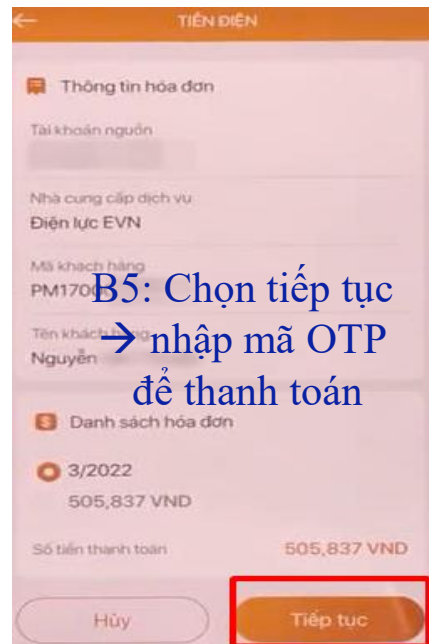 TIỀN ĐIỆN
Thông tin hóa đơn
Tài khoản nguồn
Nhà cung cấp dịch vụ
Điện lực EVN
Mã khách hàng
PM1700
B5: Chọn tiếp tục
Tên khách hàng
→ nhập mã OTP
Nguyễn
để thanh toán
Danh sách hóa đơn
3/2022
505,837 VND
Số tiền thanh toán 505,837 VND
Hủy Tiếp tục